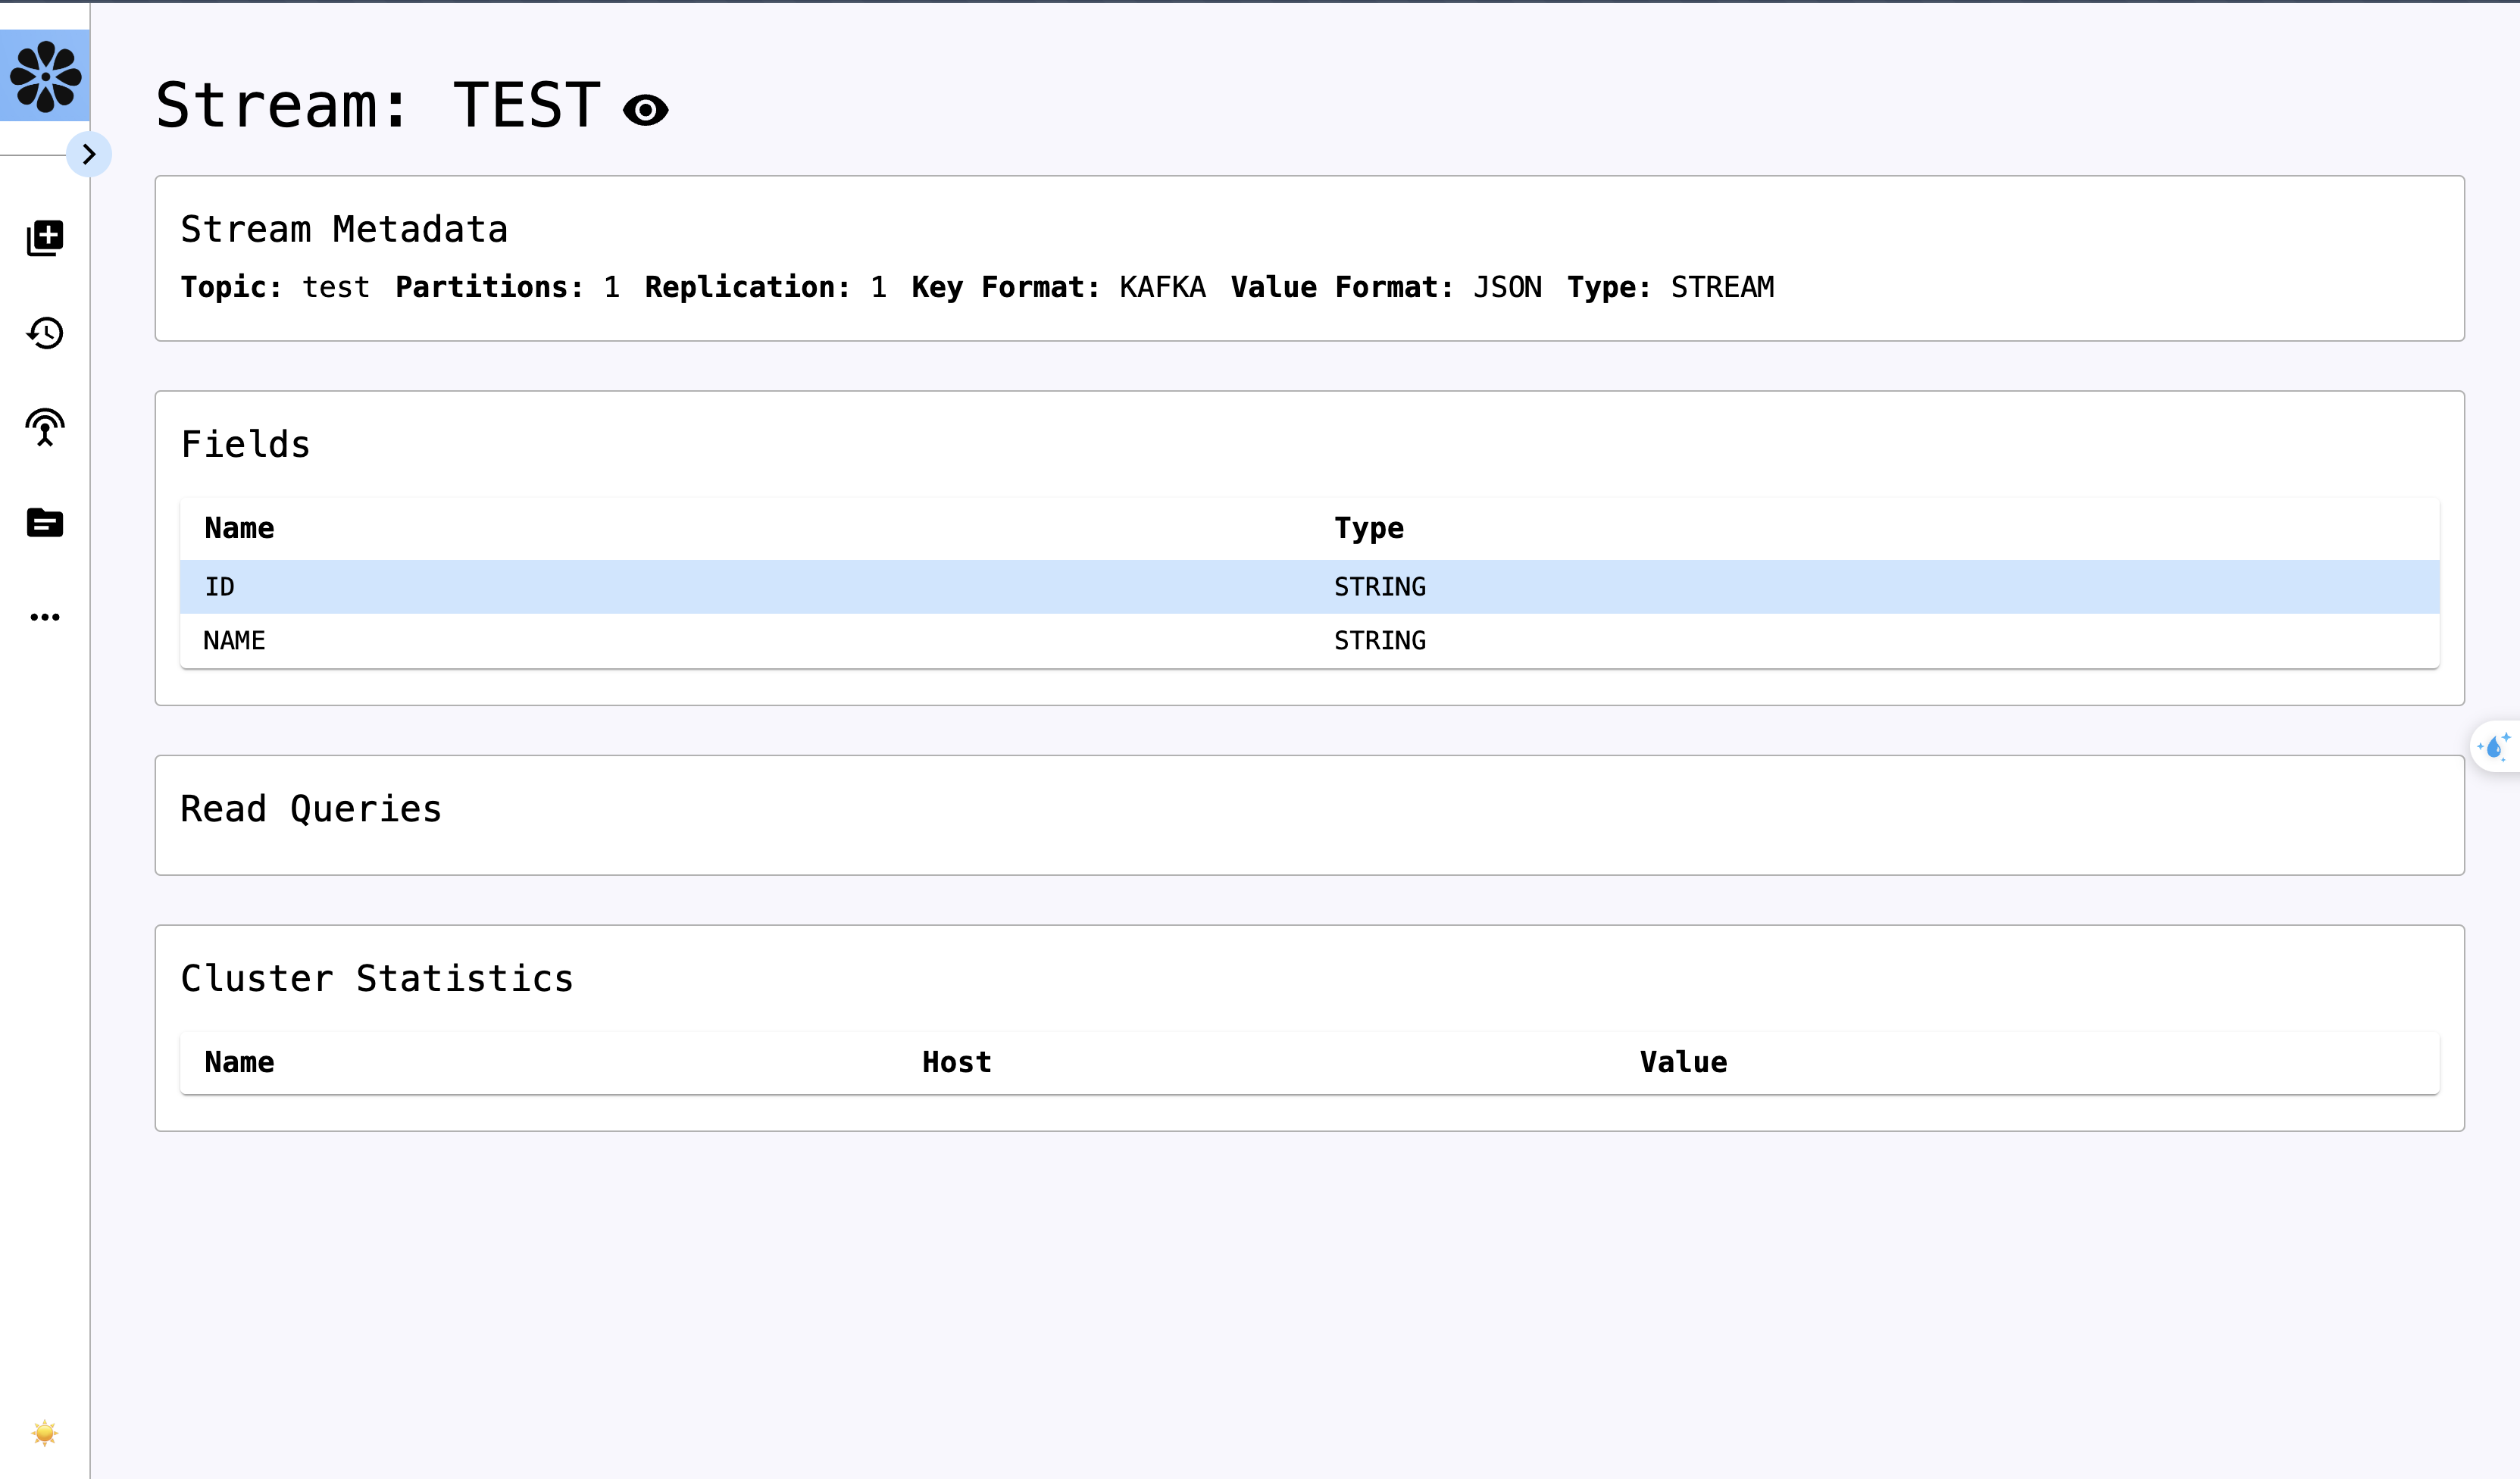 Stream: TEST
Stream Metadata
Topic: test Partitions: 1 Replication: 1 Key Format: KAFKA Value Format: JSON Type: STREAM
Fields
Name Type
ID STRING
NAME STRING
Read Queries
Cluster Statistics
Name Host Value